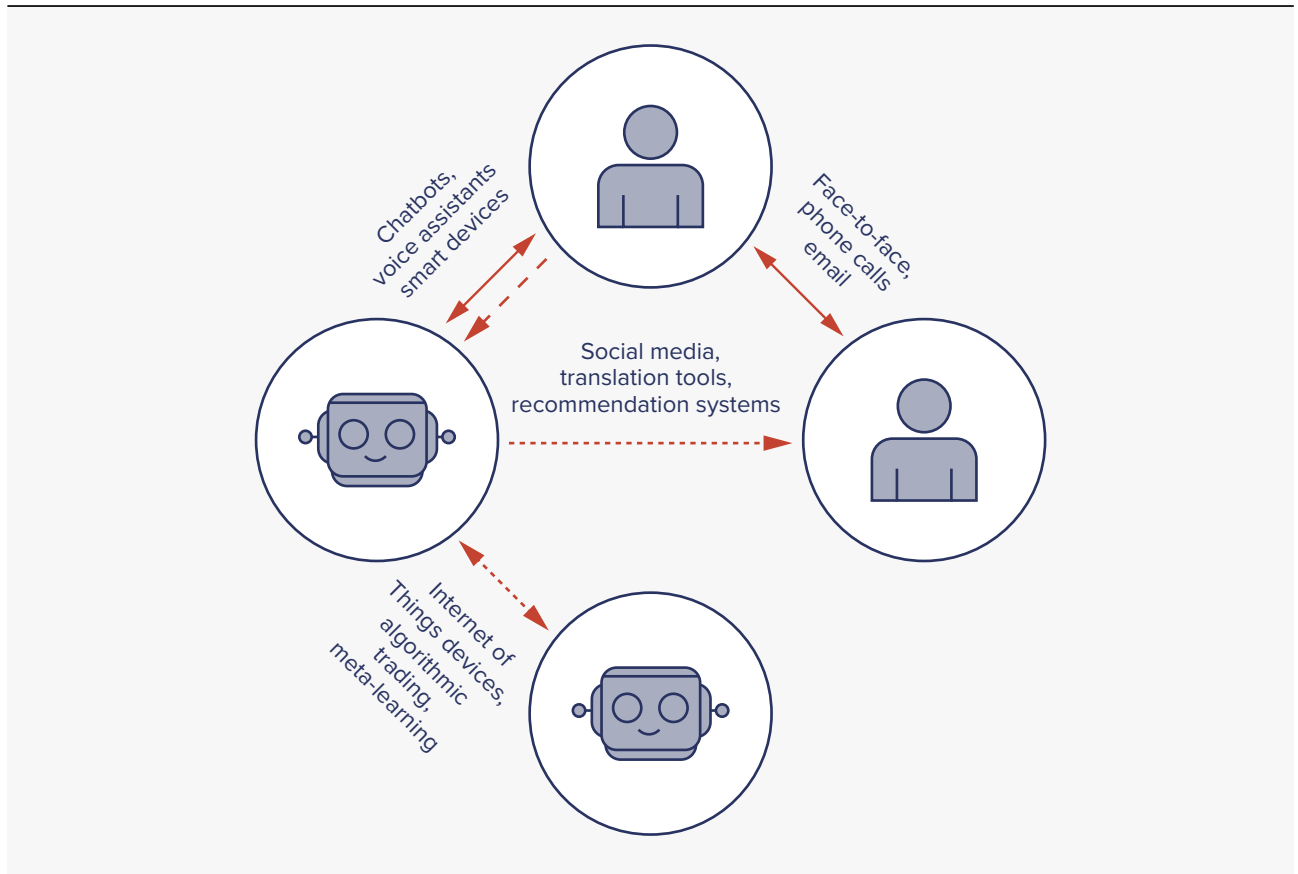 Chatbots,
voice assistants
smart devices
Face-to-face,
phone calls
email
Social media,
translation tools,
recommendation systems
Internet of
Things devices,
algorithmic
trading,
meta-learning